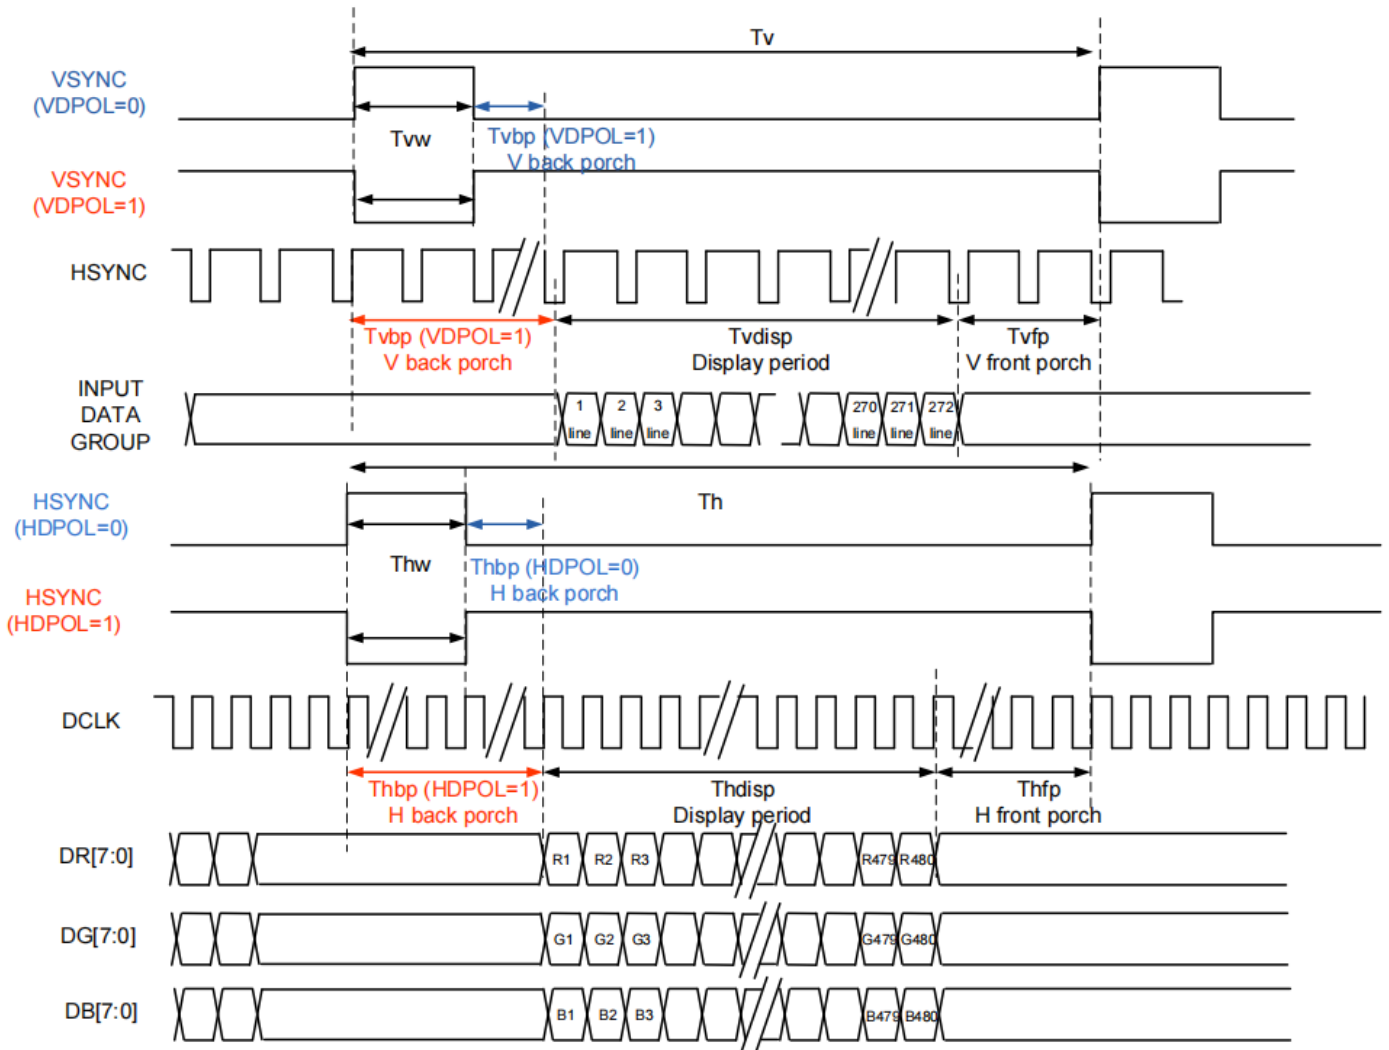 Tv
VSYNC
(VDPOL=0)
Tvw
Tvbp (VDPOL=1)
V back porch
VSYNC
(VDPOL=1)
HSYNC
Tvbp (VDPOL=1)
V back porch
Tvdisp
Display period
Tvfp
V front porch
INPUT
DATA
GROUP
1 line
2 line
3 line
270 line
271 line
272 line
HSYNC
(HDPOL=0)
Th
Thw
Thbp (HDPOL=0)
H back porch
HSYNC
(HDPOL=1)
DCLK
Thbp (HDPOL=1)
H back porch
Thdisp
Display period
Thfp
H front porch
DR[7:0]
R1 R2 R3 R479 R480
DG[7:0]
G1 G2 G3 G479 G480
DB[7:0]
B1 B2 B3 B479 B480